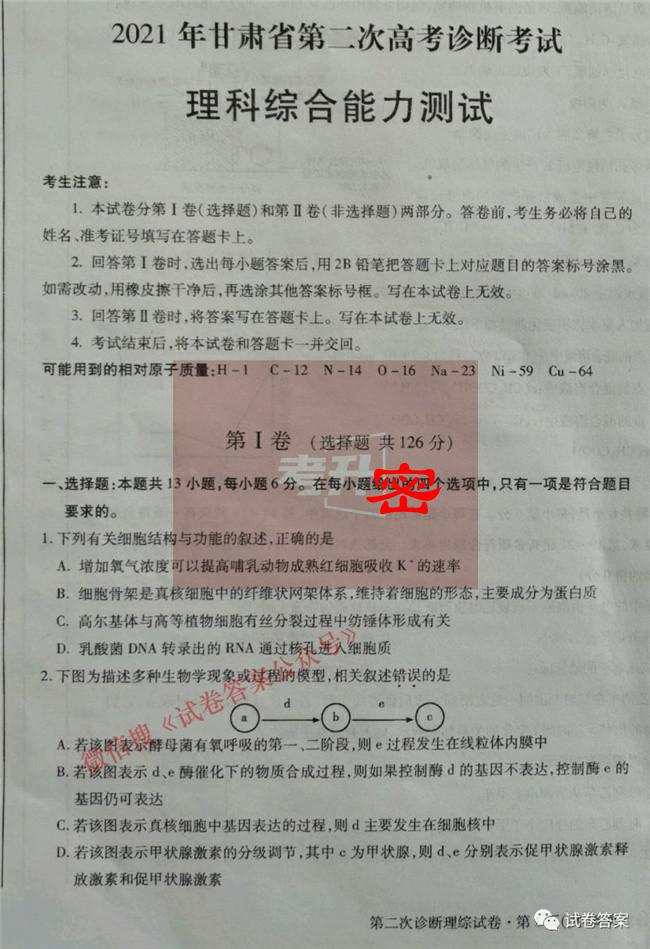 2021年甘肃省第二次高考诊断考试
理科综合能力测试
考生注意:
1. 本试卷分第Ⅰ卷(选择题)和第Ⅱ卷(非选择题)两部分。答卷前,考生务必将自己的
姓名、准考证号填写在答题卡上。
2. 回答第Ⅰ卷时,选出每小题答案后,用2B铅笔把答题卡上对应题目的答案标号涂黑。
如需改动,用橡皮擦干净后,再选涂其他答案标号框。写在本试卷上无效。
3. 回答第Ⅱ卷时,将答案写在答题卡上。写在本试卷上无效。
4. 考试结束后,将本试卷和答题卡一并交回。
可能用到的相对原子质量:H-1 C-12 N-14 O-16 Na-23 Ni-59 Cu-64
第Ⅰ卷 (选择题 共126分)
考升
密
一、选择题:本题共13小题,每小题6分。在每小题给出的四个选项中,只有一项是符合题目
要求的。
1. 下列有关细胞结构与功能的叙述,正确的是
A. 增加氧气浓度可以提高哺乳动物成熟红细胞吸收K⁺的速率
B. 细胞骨架是真核细胞中的纤维状网架体系,维持着细胞的形态,主要成分为蛋白质
C. 高尔基体与高等植物细胞有丝分裂过程中纺锤体形成有关
D. 乳酸菌DNA转录出的RNA通过核孔进入细胞质
2. 下图为描述多种生物学现象或过程的模型,相关叙述错误的是
a d b e c
A. 若该图表示酵母菌有氧呼吸的第一、二阶段,则e过程发生在线粒体内膜中
B. 若该图表示d、e酶催化下的物质合成过程,则如果控制酶d的基因不表达,控制酶e的
基因仍可表达
C. 若该图表示真核细胞中基因表达的过程,则d主要发生在细胞核中
D. 若该图表示甲状腺激素的分级调节,其中c为甲状腺,则d、e分别表示促甲状腺激素释
放激素和促甲状腺激素
微信搜《试卷答案公众号》
第二次诊断理综试卷·第
试卷答案